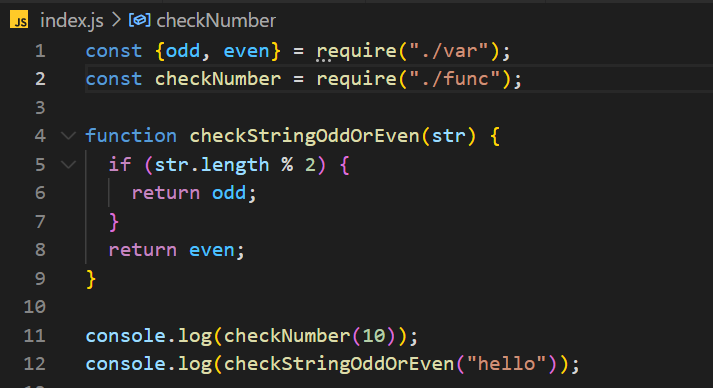 JS index.js > checkNumber
1 const {odd, even} = require("./var");
2 const checkNumber = require("./func");
3
4 function checkStringOddOrEven(str) {
5 if (str.length % 2) {
6 return odd;
7 }
8 return even;
9 }
10
11 console.log(checkNumber(10));
12 console.log(checkStringOddOrEven("hello"));